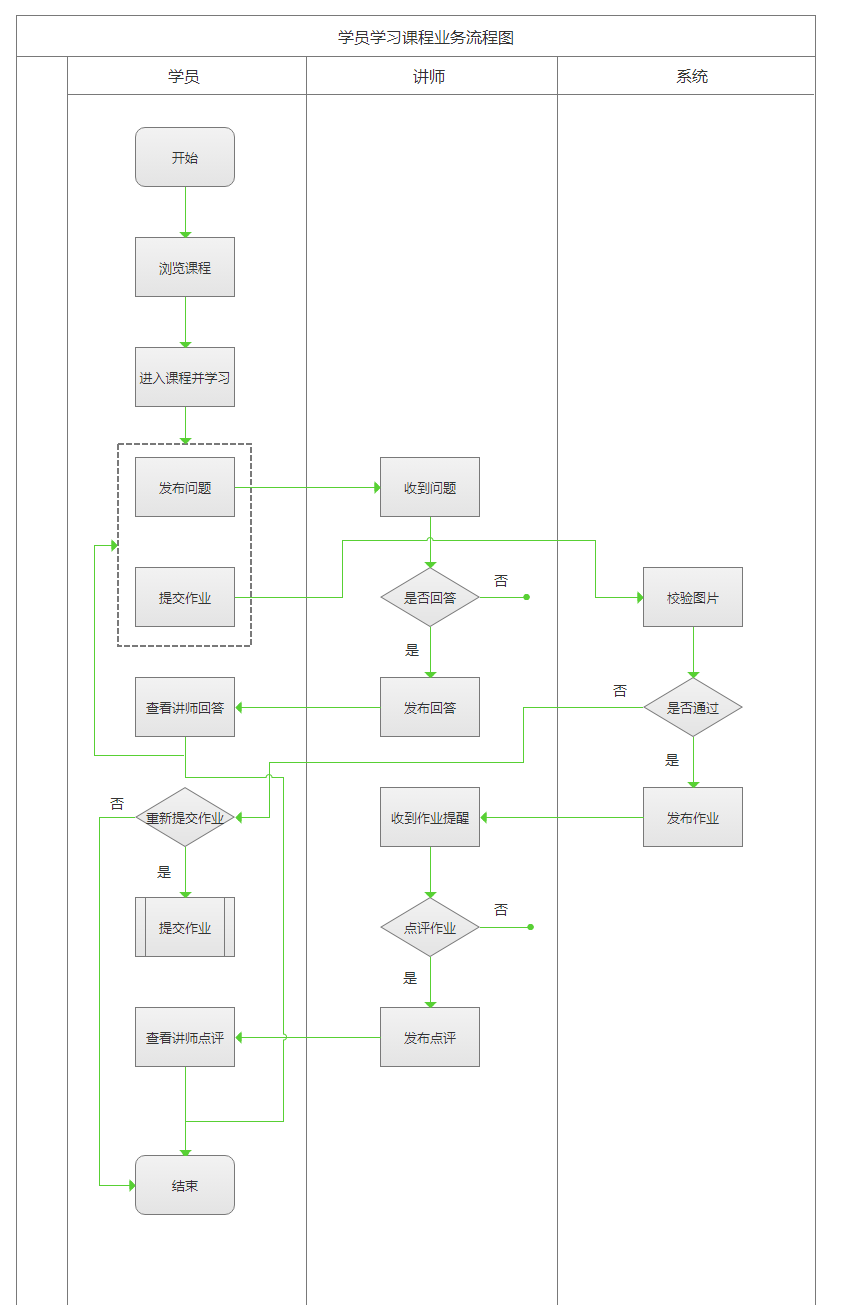 学员学习课程业务流程图
学员
讲师
系统
开始
浏览课程
进入课程并学习
发布问题
收到问题
提交作业
是否回答
否
校验图片
是
查看讲师回答
发布回答
否
是否通过
是
否
重新提交作业
收到作业提醒
发布作业
是
提交作业
点评作业
否
是
查看讲师点评
发布点评
结束